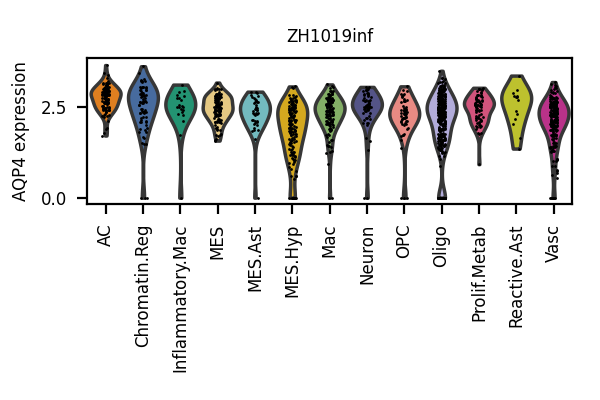 ZH1019inf
AQP4 expression
2.5
0.0
AC
Chromatin.Reg
Inflammatory.Mac
MES
MES.Ast
MES.Hyp
Mac
Neuron
OPC
Oligo
Prolif.Metab
Reactive.Ast
Vasc